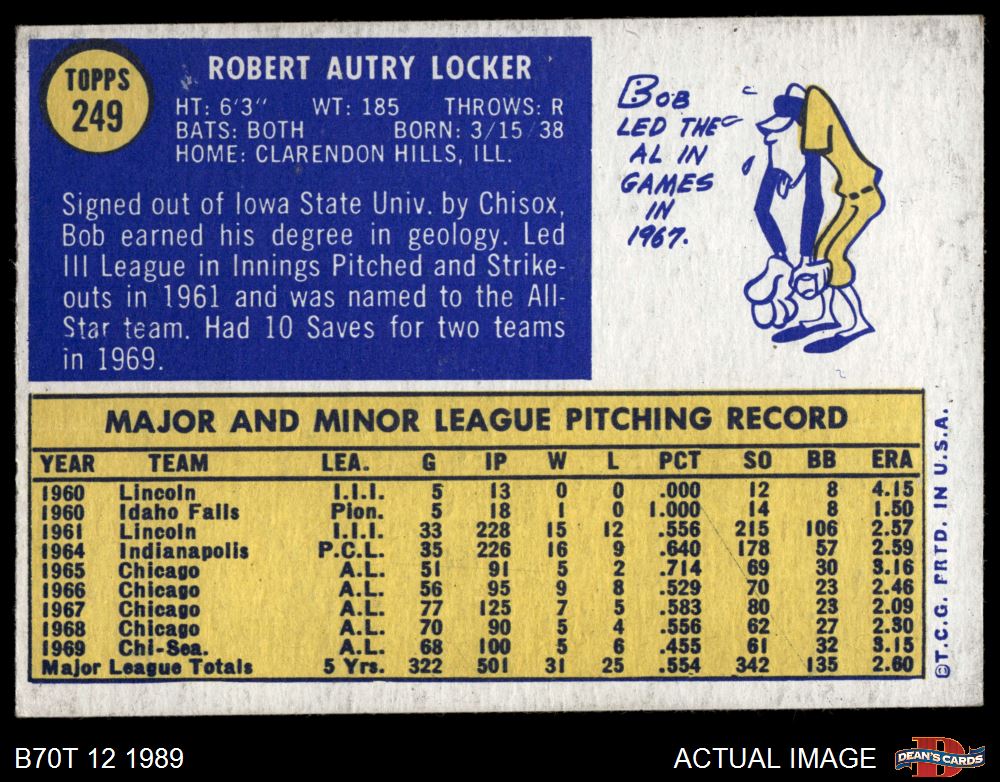 TOPPS
249
ROBERT AUTRY LOCKER
HT: 6'3" WT: 185 THROWS: R
BATS: BOTH BORN: 3/15/38
HOME: CLARENDON HILLS, ILL.
Signed out of Iowa State Univ. by Chisox,
Bob earned his degree in geology. Led
III League in Innings Pitched and Strike-
outs in 1961 and was named to the All-
Star team. Had 10 Saves for two teams
in 1969.
BOB
LED THE
AL IN
GAMES
IN
1967.
MAJOR AND MINOR LEAGUE PITCHING RECORD
YEAR TEAM LEA. G IP W L PCT SO BB ERA
1960 Lincoln I.I.I. 5 13 0 0 .000 12 8 4.15
1960 Idaho Falls Pion. 5 18 1 0 1.000 14 8 1.50
1961 Lincoln I.I.I. 33 228 15 12 .556 215 106 2.57
1964 Indianapolis P.C.L. 35 226 16 9 .640 178 57 2.59
1965 Chicago A.L. 51 91 5 2 .714 69 30 3.16
1966 Chicago A.L. 56 95 9 8 .529 70 23 2.46
1967 Chicago A.L. 77 125 7 5 .583 80 23 2.09
1968 Chicago A.L. 70 90 5 4 .556 62 27 2.30
1969 Chi-Sea. A.L. 68 100 5 6 .455 61 32 3.15
Major League Totals 5 Yrs. 322 501 31 25 .554 342 135 2.60
©T.C.G. PRTD. IN U.S.A.
B70T 12 1989
ACTUAL IMAGE
D
DEAN'S CARDS